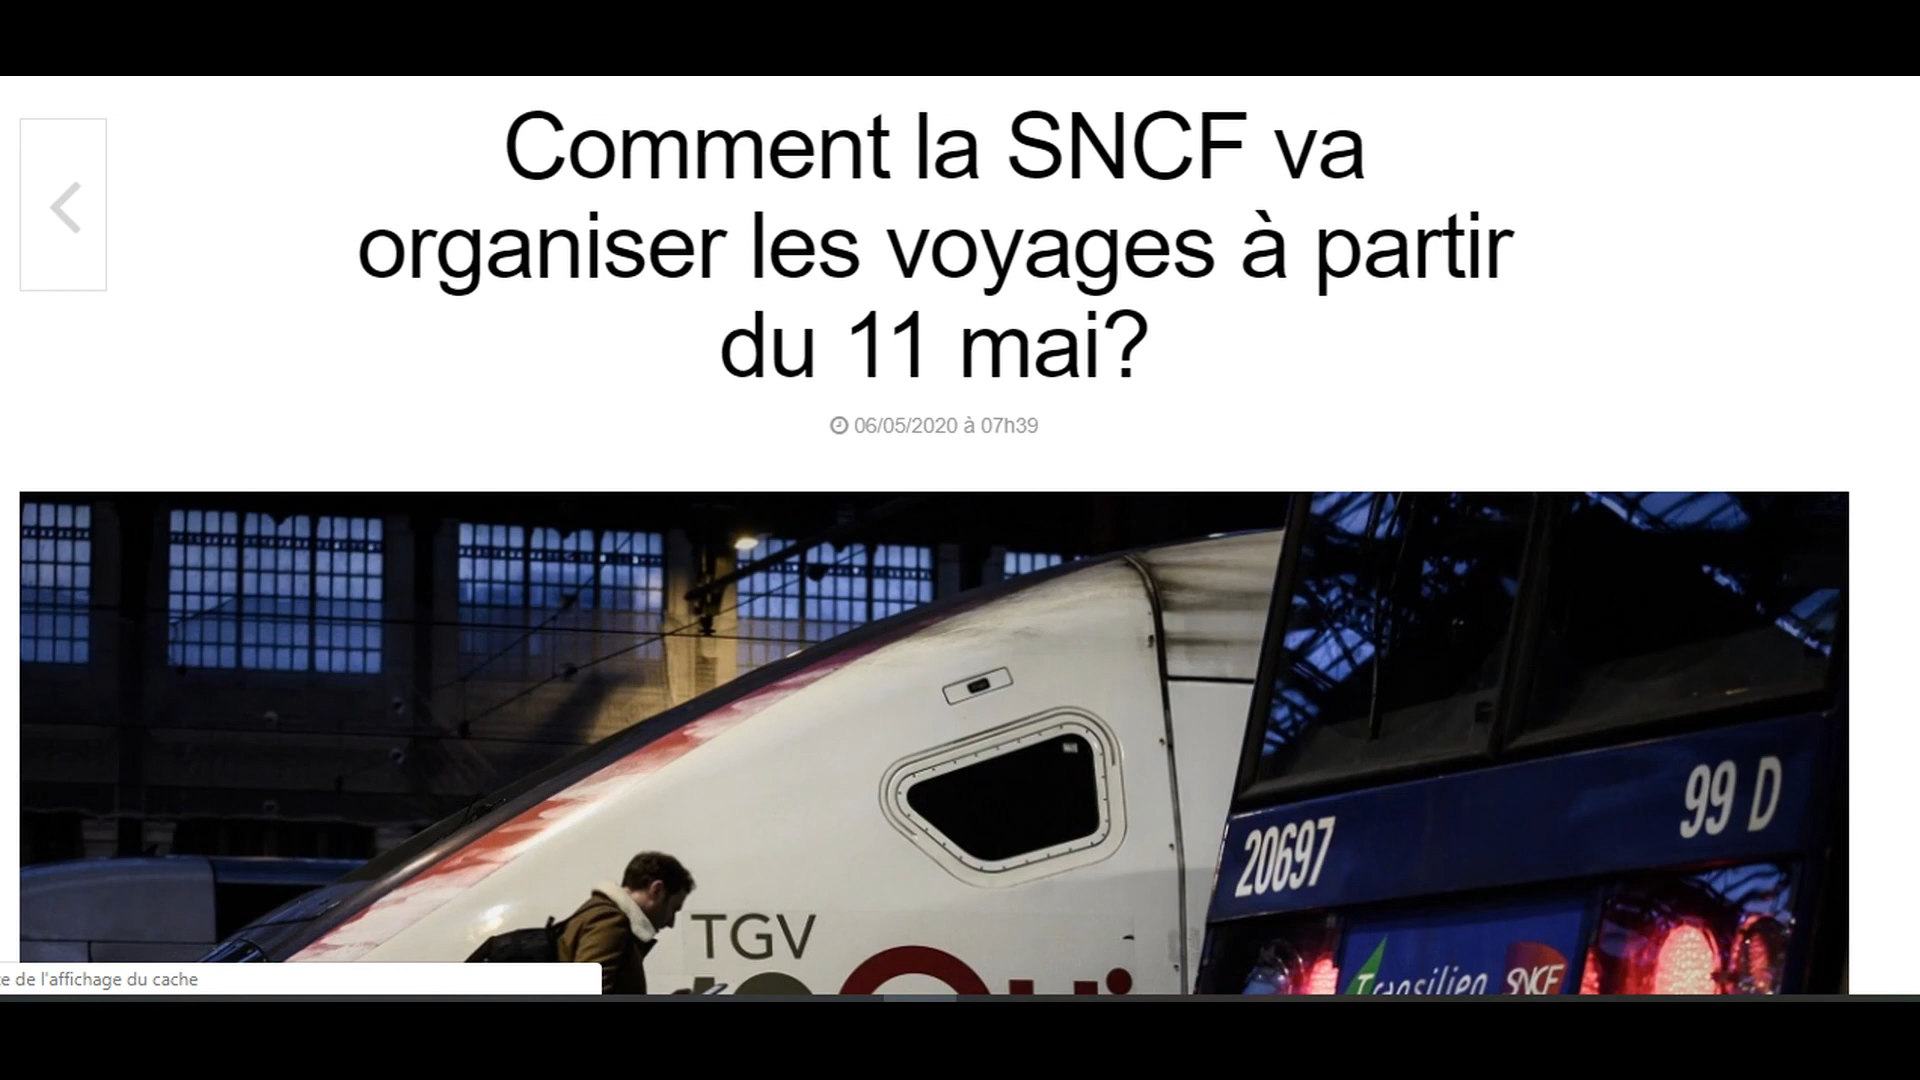 Comment la SNCF va
organiser les voyages à partir
du 11 mai?
06/05/2020 à 07h39
99 D
20697
TGV
Transilien SNCF
de l'affichage du cache